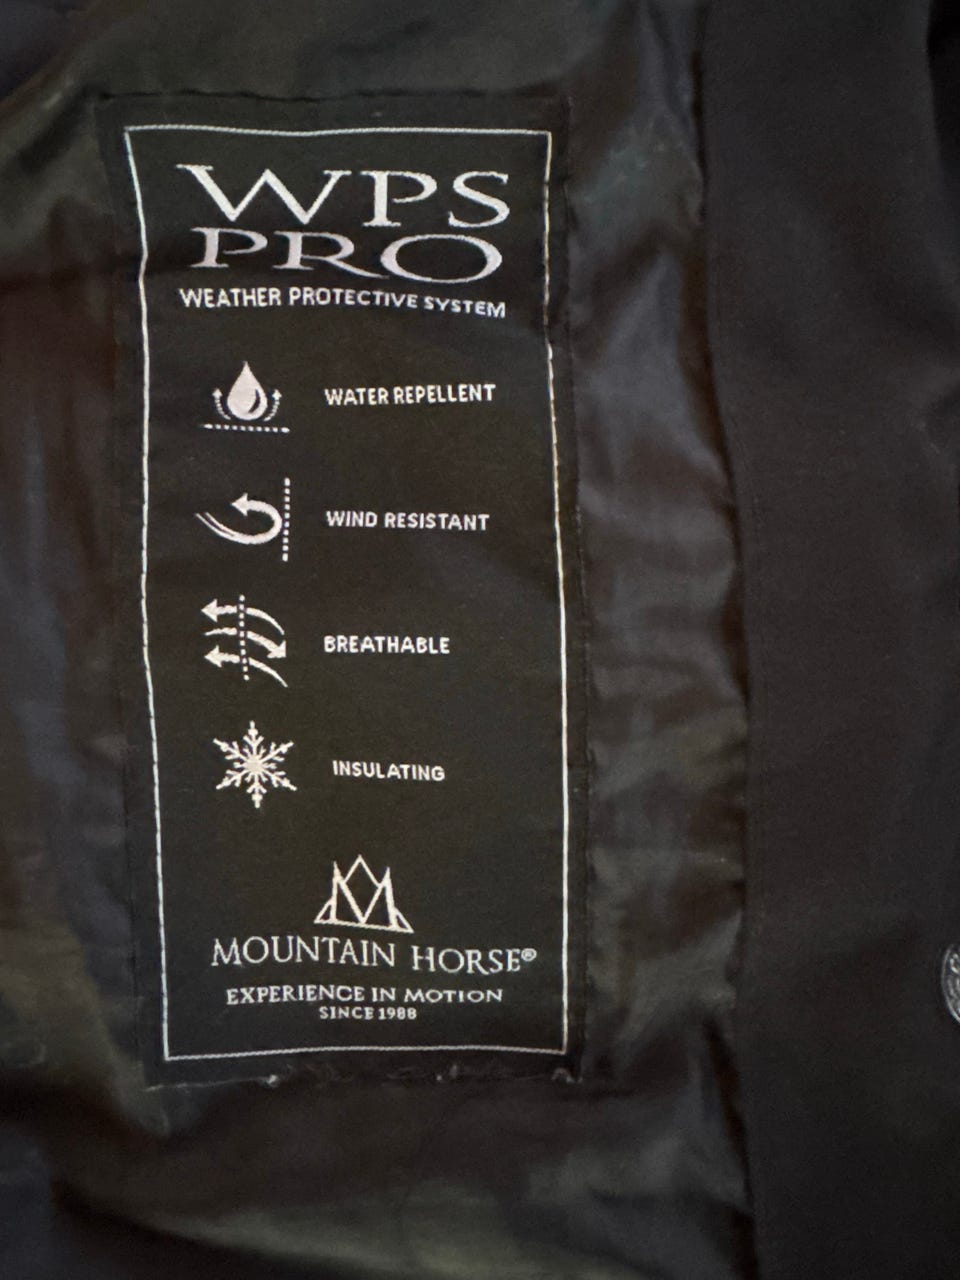 WPS
PRO
WEATHER PROTECTIVE SYSTEM
WATER REPELLENT
WIND RESISTANT
BREATHABLE
INSULATING
MOUNTAIN HORSE®
EXPERIENCE IN MOTION
SINCE 1988